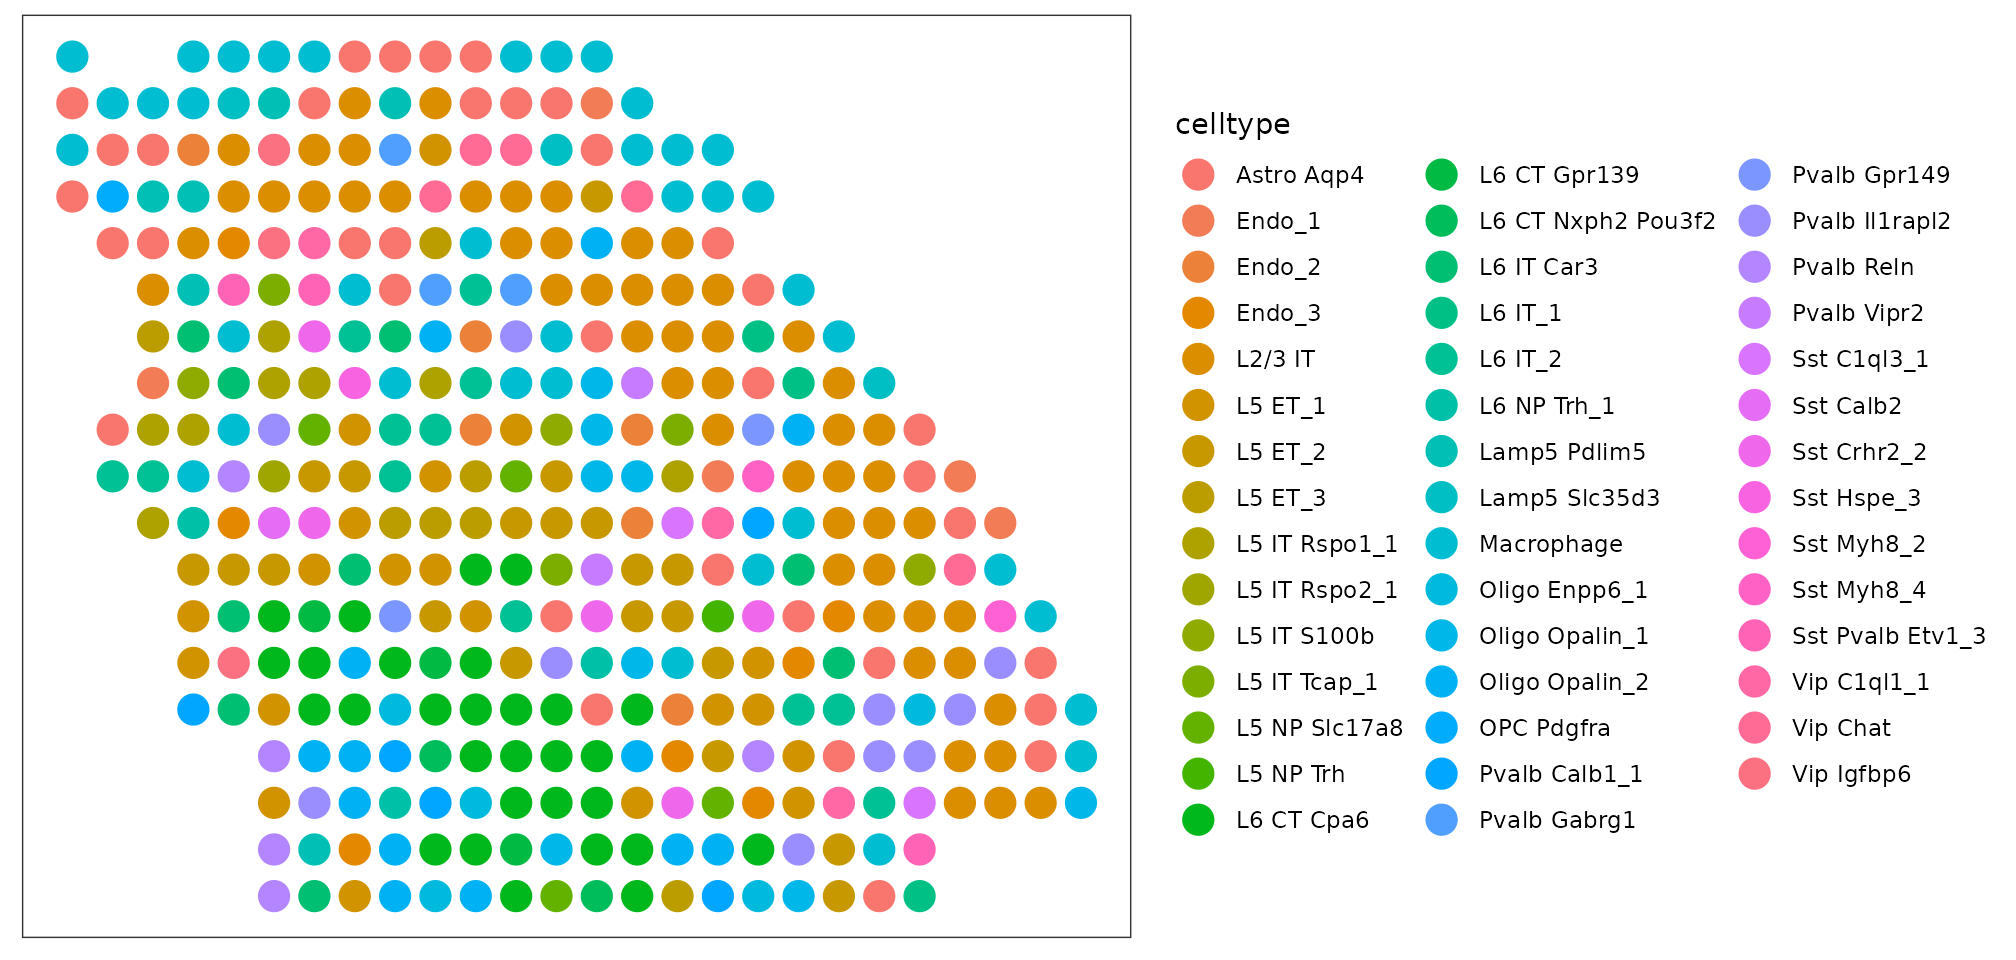 celltype
Astro Aqp4
Endo_1
Endo_2
Endo_3
L2/3 IT
L5 ET_1
L5 ET_2
L5 ET_3
L5 IT Rspo1_1
L5 IT Rspo2_1
L5 IT S100b
L5 IT Tcap_1
L5 NP Slc17a8
L5 NP Trh
L6 CT Cpa6
L6 CT Gpr139
L6 CT Nxph2 Pou3f2
L6 IT Car3
L6 IT_1
L6 IT_2
L6 NP Trh_1
Lamp5 Pdlim5
Lamp5 Slc35d3
Macrophage
Oligo Enpp6_1
Oligo Opalin_1
Oligo Opalin_2
OPC Pdgfra
Pvalb Calb1_1
Pvalb Gabrg1
Pvalb Gpr149
Pvalb Il1rapl2
Pvalb Reln
Pvalb Vipr2
Sst C1ql3_1
Sst Calb2
Sst Crhr2_2
Sst Hspe_3
Sst Myh8_2
Sst Myh8_4
Sst Pvalb Etv1_3
Vip C1ql1_1
Vip Chat
Vip Igfbp6